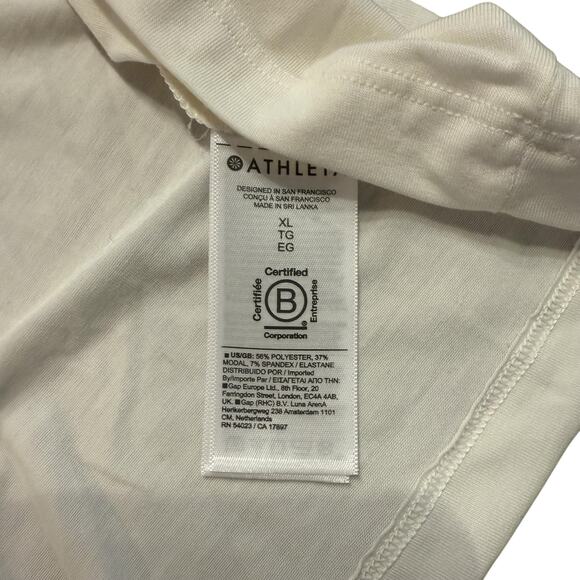 ATHLETA
DESIGNED IN SAN FRANCISCO
CONÇU À SAN FRANCISCO
MADE IN SRI LANKA
XL
TG
EG
Certified
Certifiée
B
Entreprise
®
Corporation
■ US/GB: 56% POLYESTER, 37%
MODAL, 7% SPANDEX / ELASTANE
DISTRIBUIDO POR / Imported
By/Importe Par / ΕΙΣΑΓΕΤΑΙ ΑΠΟ ΤΗΝ:
■ Gap Europe Ltd., 8th Floor, 20
Farringdon Street, London, EC4A 4AB,
UK. ■ Gap (RHC) B.V. Luna ArenA
Herikerbergweg 238 Amsterdam 1101
CM, Netherlands
RN 54023 / CA 17897